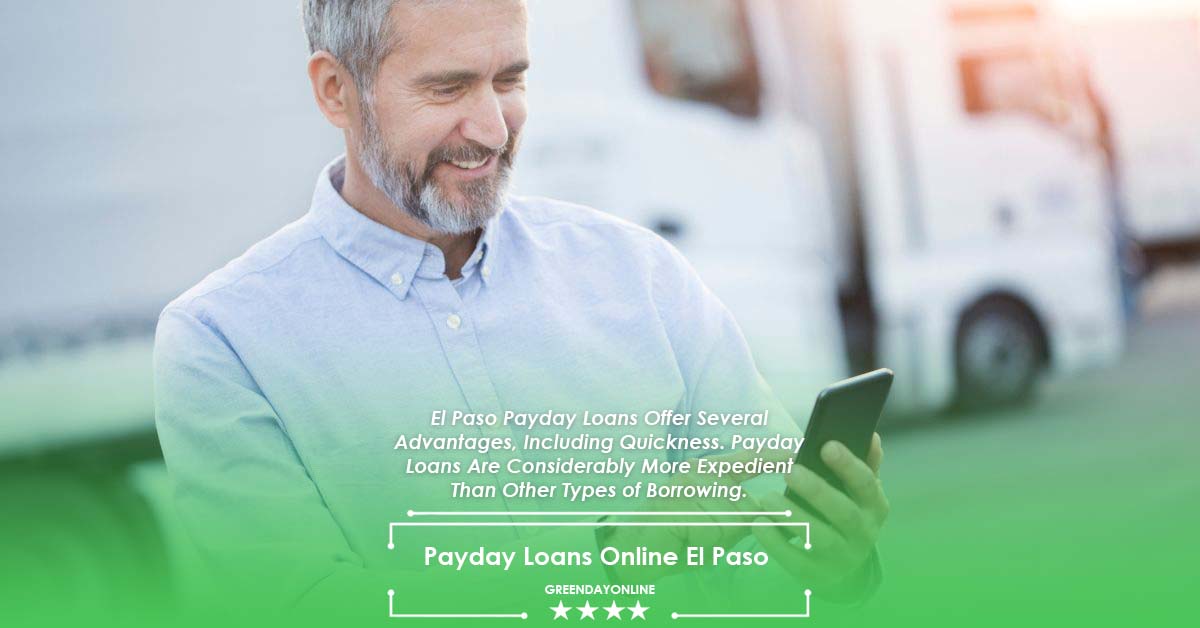 El Paso Payday Loans Offer Several
Advantages, Including Quickness. Payday
Loans Are Considerably More Expedient
Than Other Types of Borrowing.
Payday Loans Online El Paso
GREENDAYONLINE